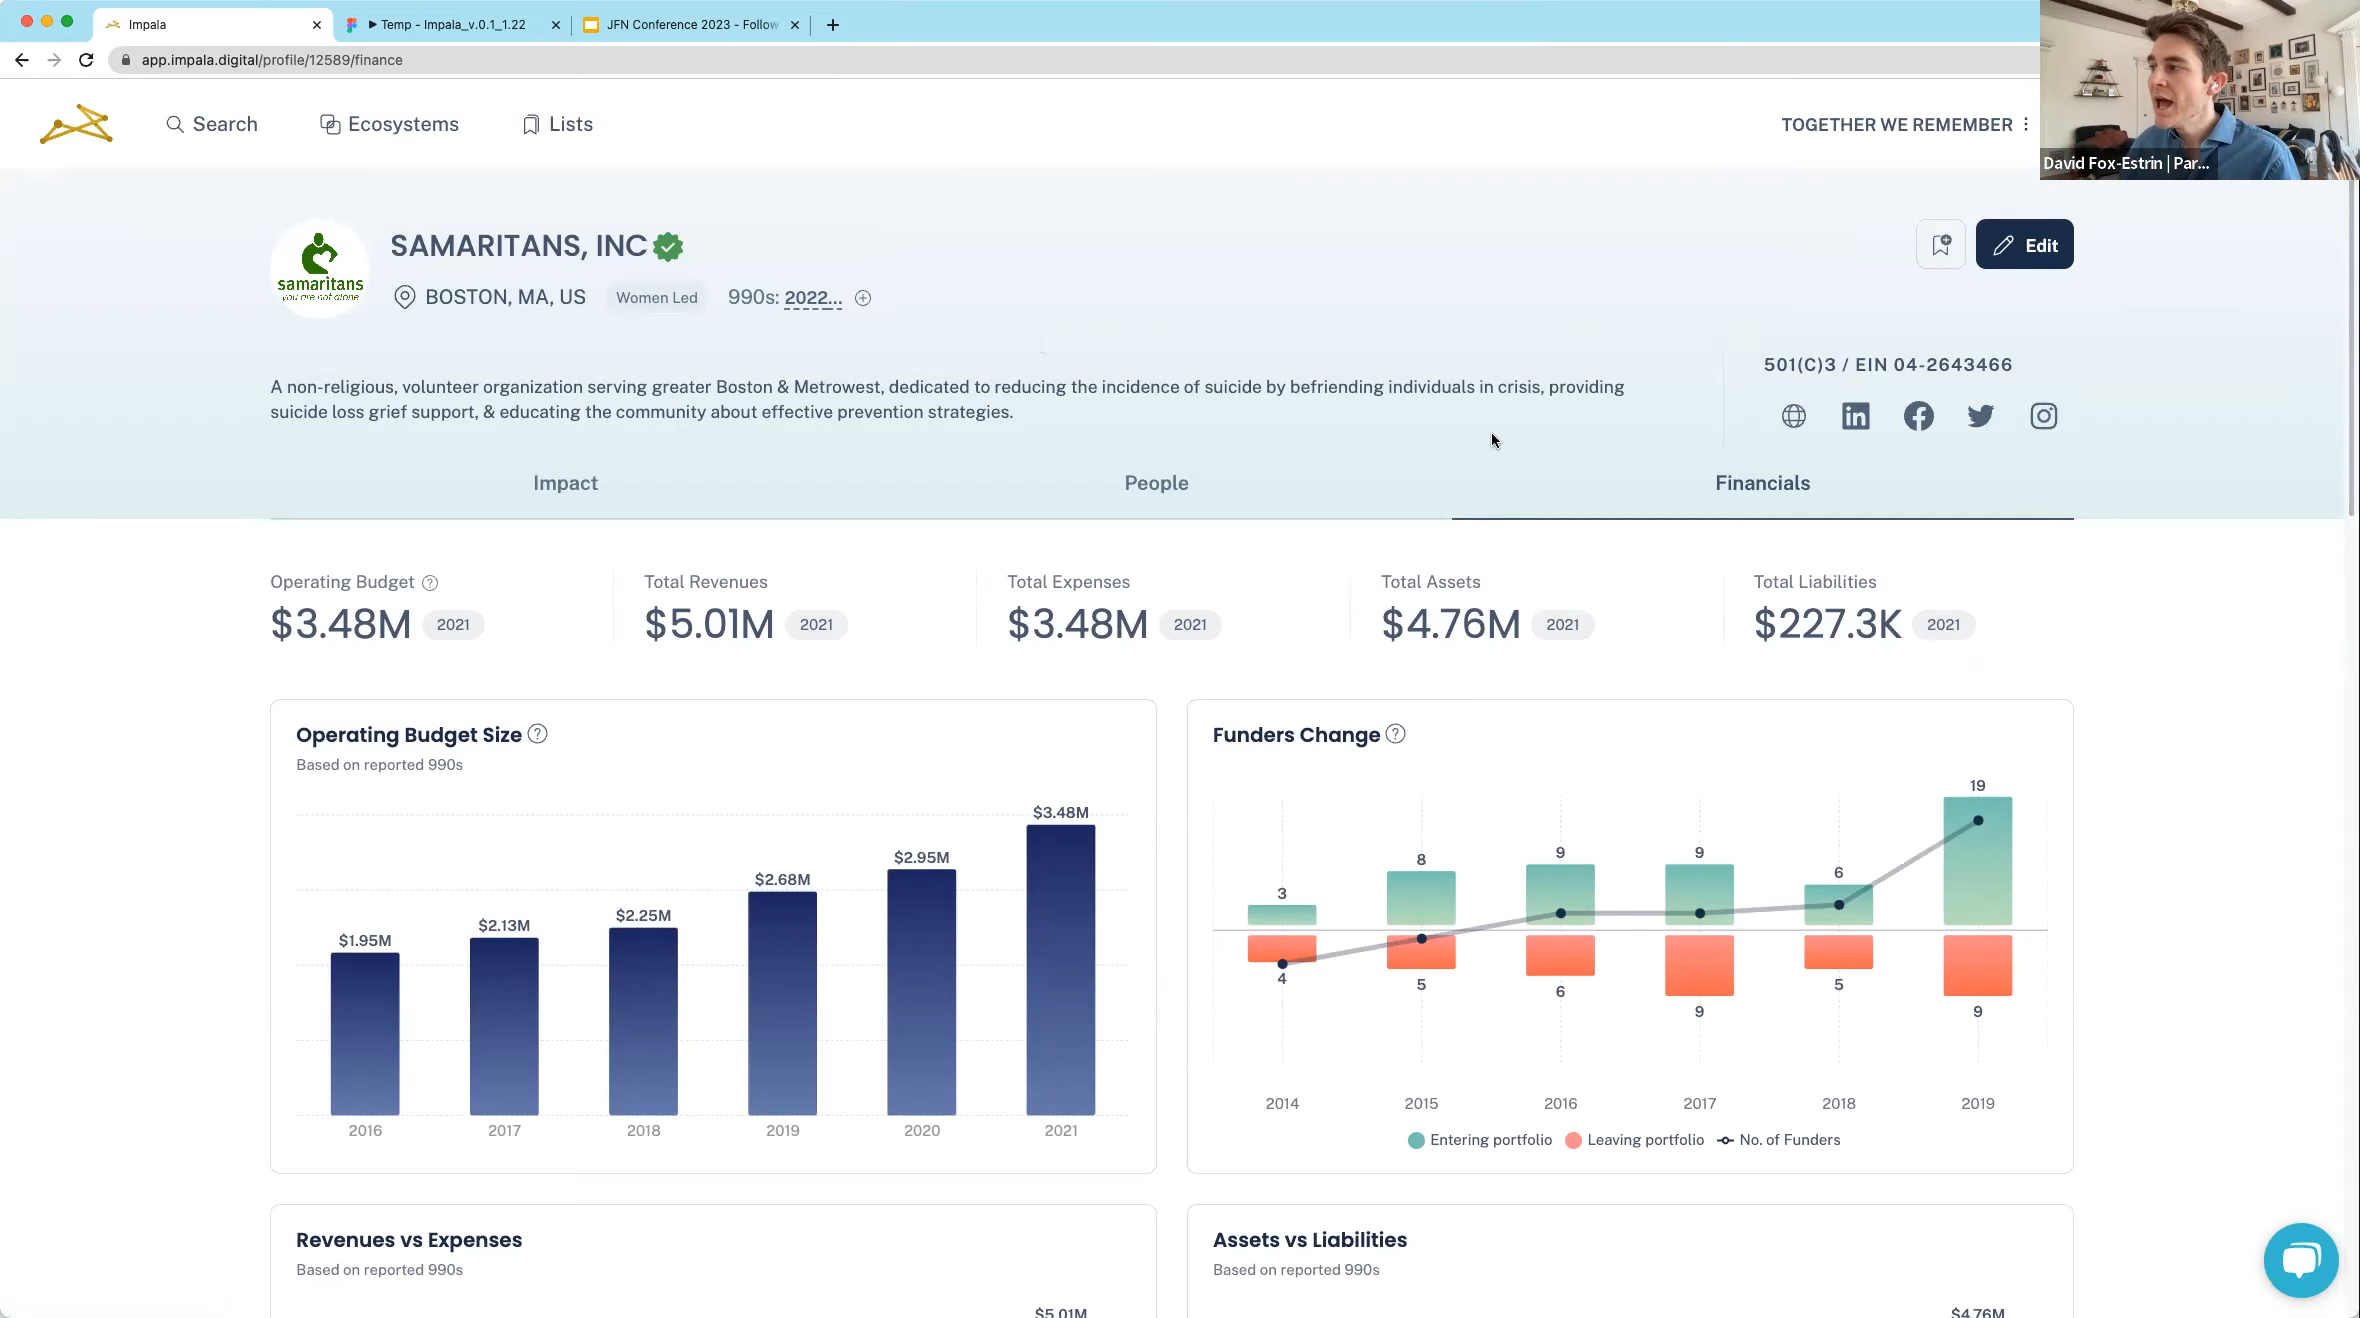 Impala
▶ Temp - Impala_v.0.1_1.22
JFN Conference 2023 - Follow
app.impala.digital/profile/12589/finance
Search
Ecosystems
Lists
TOGETHER WE REMEMBER
David Fox-Estrin | Par...
samaritans
you are not alone
SAMARITANS, INC
BOSTON, MA, US
Women Led
990s: 2022...
Edit
A non-religious, volunteer organization serving greater Boston & Metrowest, dedicated to reducing the incidence of suicide by befriending individuals in crisis, providing
suicide loss grief support, & educating the community about effective prevention strategies.
501(C)3 / EIN 04-2643466
Impact
People
Financials
Operating Budget ?
$3.48M 2021
Total Revenues
$5.01M 2021
Total Expenses
$3.48M 2021
Total Assets
$4.76M 2021
Total Liabilities
$227.3K 2021
Operating Budget Size ?
Based on reported 990s
$1.95M
$2.13M
$2.25M
$2.68M
$2.95M
$3.48M
2016
2017
2018
2019
2020
2021
Funders Change ?
3
8
9
9
6
19
4
5
6
9
5
9
2014
2015
2016
2017
2018
2019
Entering portfolio
Leaving portfolio
No. of Funders
Revenues vs Expenses
Based on reported 990s
$5.01M
Assets vs Liabilities
Based on reported 990s
$4.76M